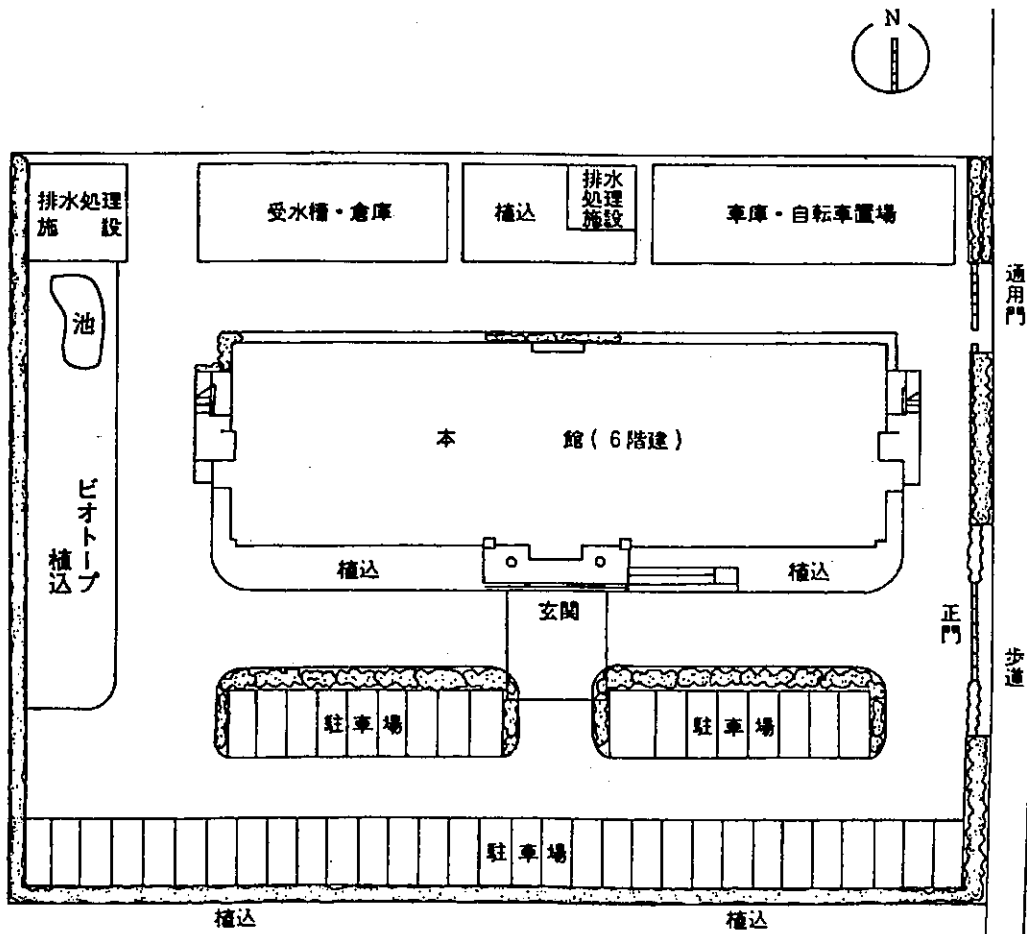 N
排水処理
施設
受水槽・倉庫
植込
排水
処理
施設
車庫・自転車置場
通用門
池
本館(6階建)
ビオトープ
植込
植込
植込
玄関
正門
歩道
駐車場
駐車場
駐車場
植込
植込